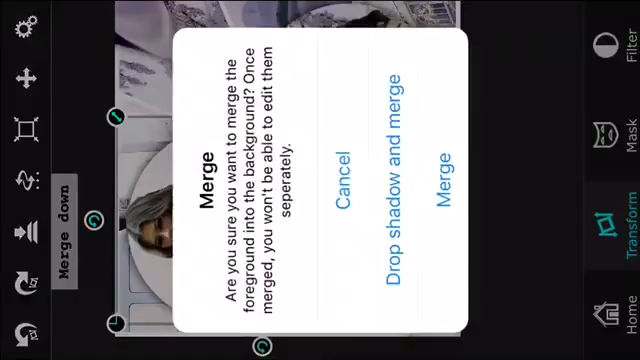 Merge
Are you sure you want to merge the
foreground into the background? Once
merged, you won't be able to edit them
seperately.
Cancel
Drop shadow and merge
Merge
Merge down
Filter
Mask
Transform
Home